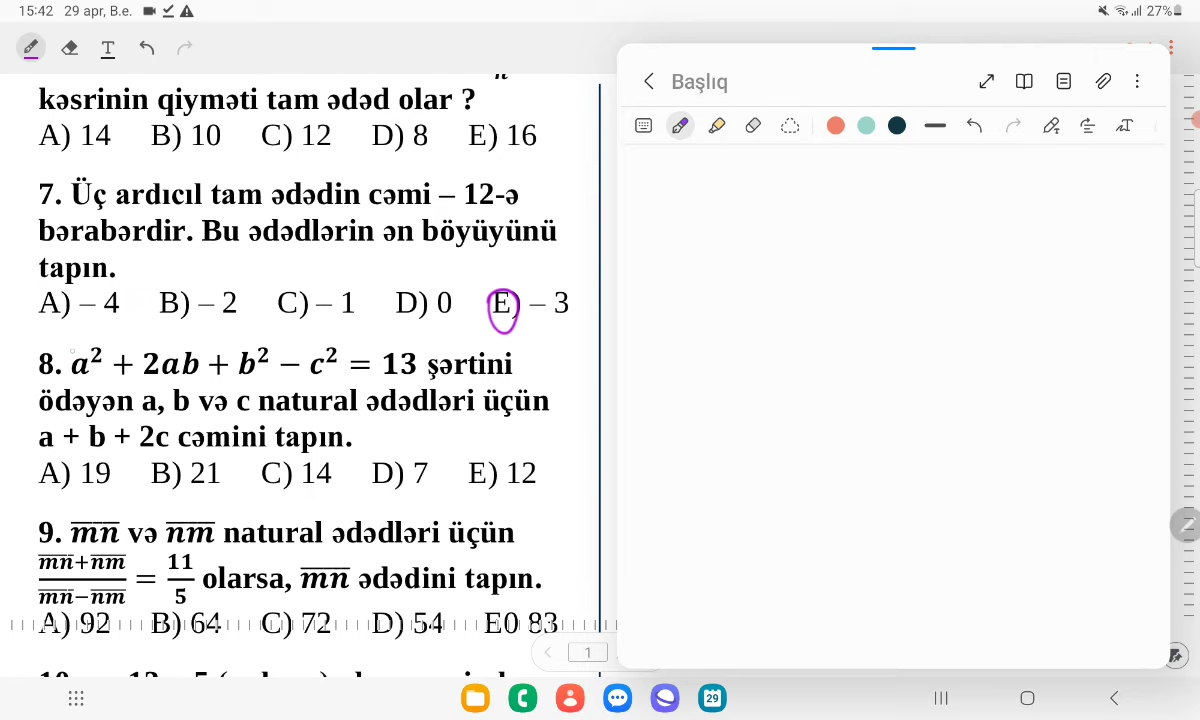 15:42 29 apr, B.e.
27%
T
Başlıq
n
kəsrinin qiyməti tam ədəd olar ?
A) 14 B) 10 C) 12 D) 8 E) 16
7. Üç ardıcıl tam ədədin cəmi – 12-ə
bərabərdir. Bu ədədlərin ən böyüyünü
tapın.
A) – 4 B) – 2 C) – 1 D) 0 E) – 3
8. a² + 2ab + b² − c² = 13 şərtini
ödəyən a, b və c natural ədədləri üçün
a + b + 2c cəmini tapın.
A) 19 B) 21 C) 14 D) 7 E) 12
9. m̅n̅ və n̅m̅ natural ədədləri üçün
(m̅n̅+n̅m̅)/(m̅n̅−n̅m̅) = 11/5 olarsa, m̅n̅ ədədini tapın.
A) 92 B) 64 C) 72 D) 54 E0 83
1
29